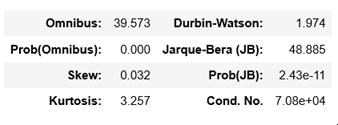 Omnibus: 39.573 Durbin-Watson: 1.974
Prob(Omnibus): 0.000 Jarque-Bera (JB): 48.885
Skew: 0.032 Prob(JB): 2.43e-11
Kurtosis: 3.257 Cond. No. 7.08e+04